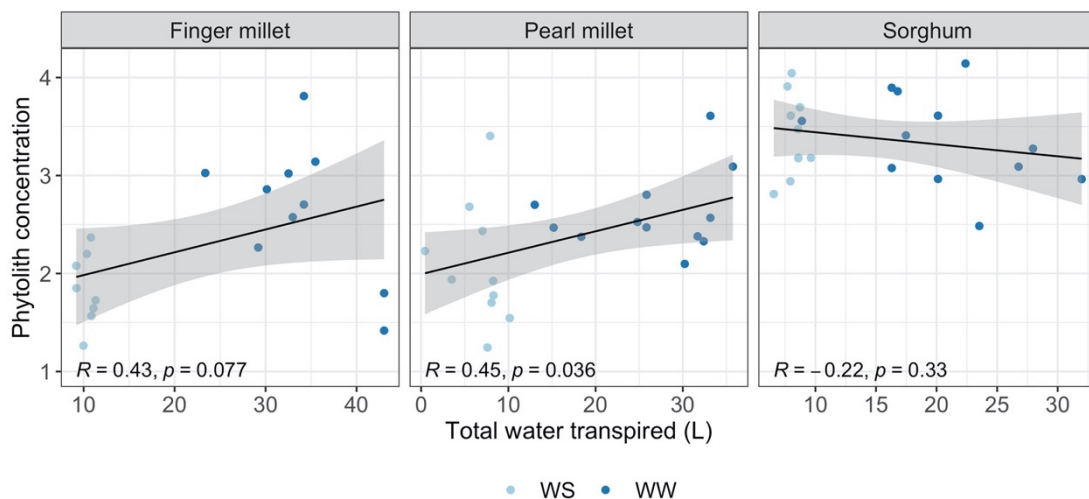 Finger millet Pearl millet Sorghum
Phytolith concentration
4
3
2
1
R = 0.43, p = 0.077 R = 0.45, p = 0.036 R = −0.22, p = 0.33
10 20 30 40 0 10 20 30 10 15 20 25 30
Total water transpired (L)
WS WW